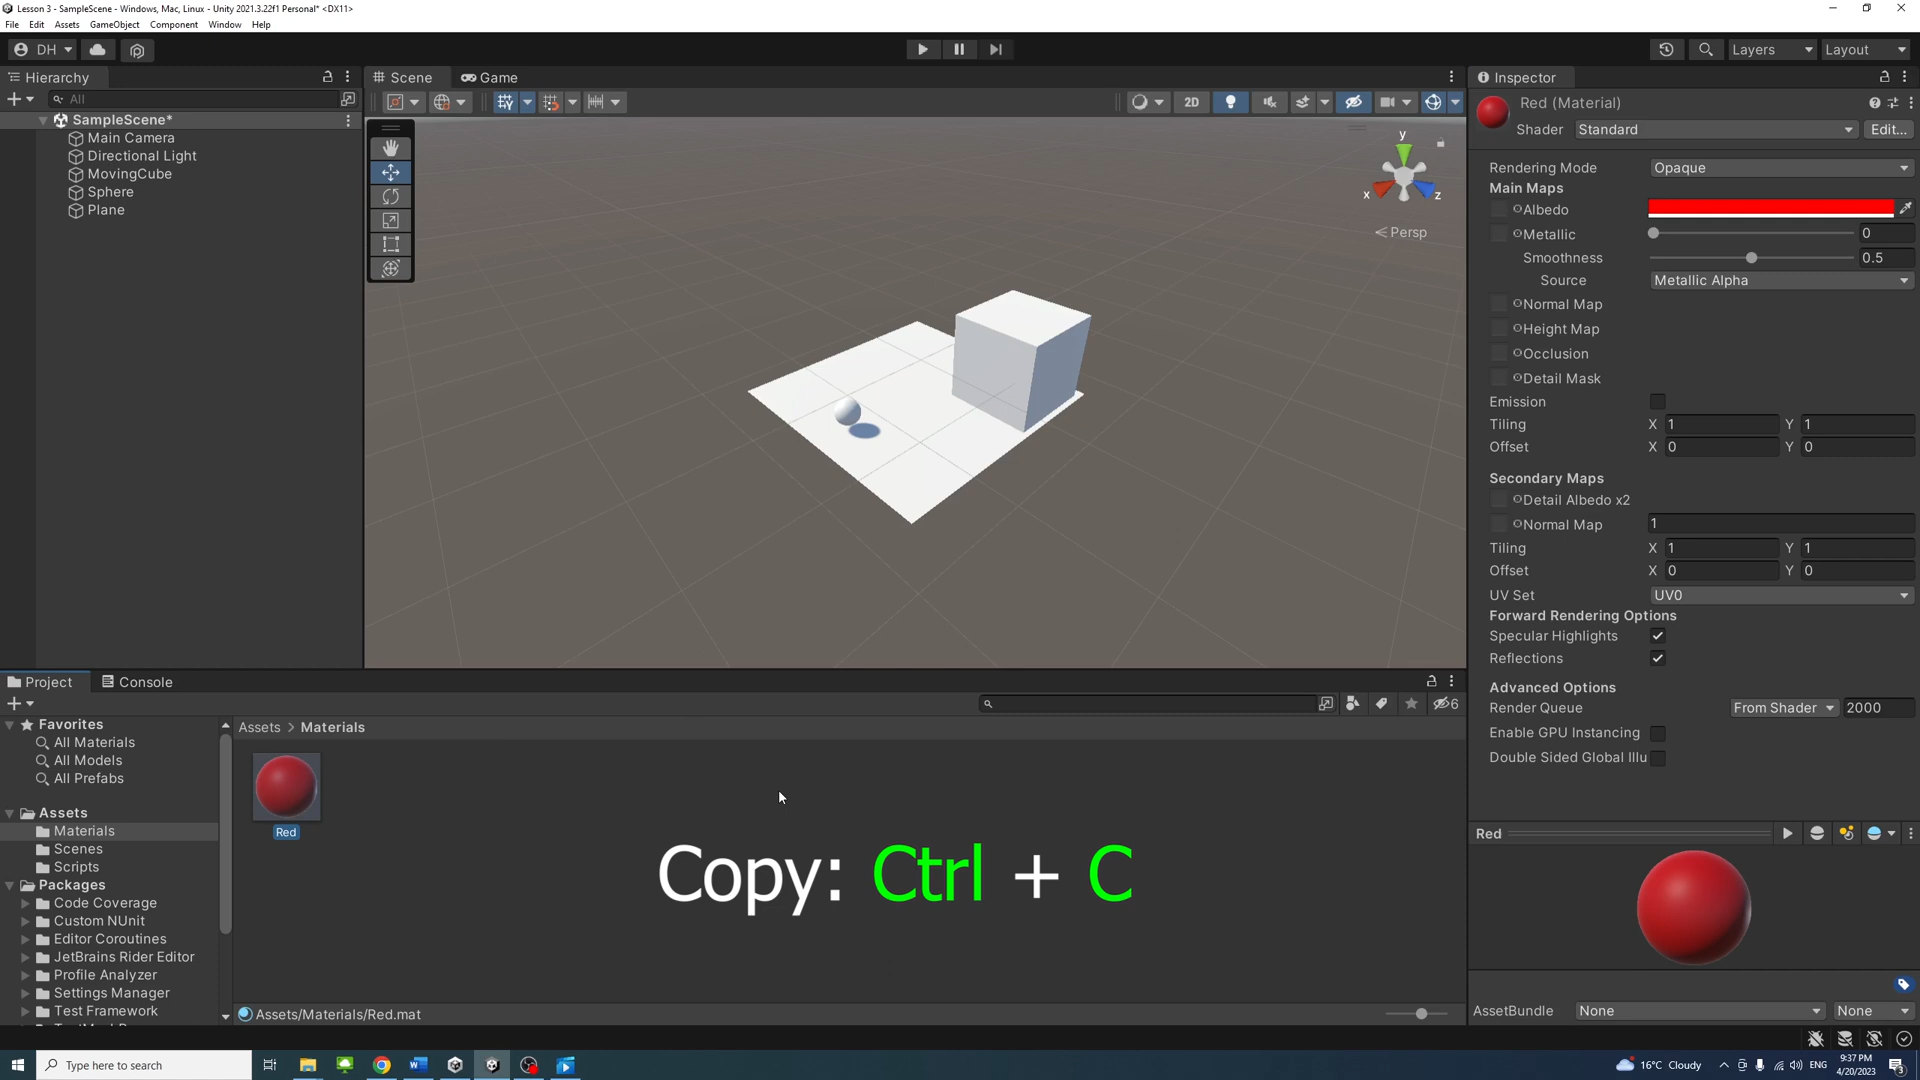 Lesson 3 - SampleScene - Windows, Mac, Linux - Unity 2021.3.22f1 Personal* <DX11>
File Edit Assets GameObject Component Window Help
DH Layers Layout
Hierarchy
All
SampleScene*
Main Camera
Directional Light
MovingCube
Sphere
Plane
Scene Game
2D
y
x z
Persp
Inspector
Red (Material)
Shader Standard Edit...
Rendering Mode Opaque
Main Maps
Albedo
Metallic 0
Smoothness 0.5
Source Metallic Alpha
Normal Map
Height Map
Occlusion
Detail Mask
Emission
Tiling X 1 Y 1
Offset X 0 Y 0
Secondary Maps
Detail Albedo x2
Normal Map 1
Tiling X 1 Y 1
Offset X 0 Y 0
UV Set UV0
Forward Rendering Options
Specular Highlights
Reflections
Advanced Options
Render Queue From Shader 2000
Enable GPU Instancing
Double Sided Global Illu
Red
AssetBundle None None
Project Console
6
Favorites
All Materials
All Models
All Prefabs
Assets
Materials
Scenes
Scripts
Packages
Code Coverage
Custom NUnit
Editor Coroutines
JetBrains Rider Editor
Profile Analyzer
Settings Manager
Test Framework
Assets > Materials
Red
Copy: Ctrl + C
Assets/Materials/Red.mat
Type here to search
16°C Cloudy
ENG
9:37 PM
4/20/2023
3